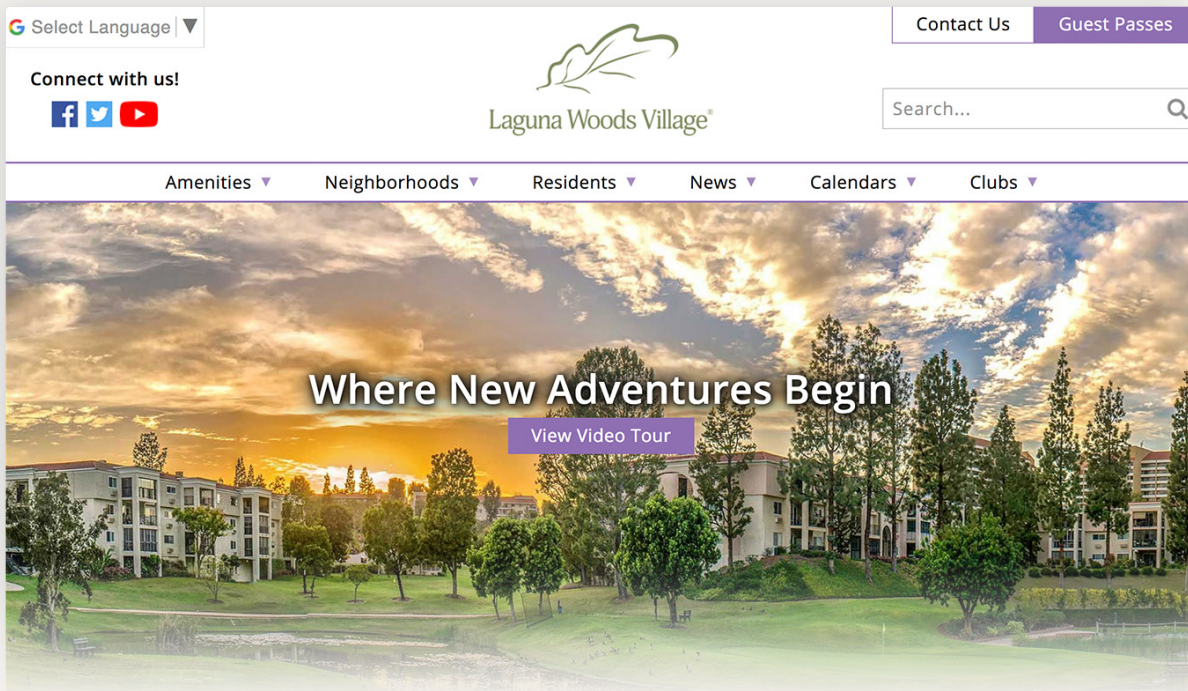 Select Language ▼
Contact Us
Guest Passes
Connect with us!
Search...
Laguna Woods Village®
Amenities ▼ Neighborhoods ▼ Residents ▼ News ▼ Calendars ▼ Clubs ▼
Where New Adventures Begin
View Video Tour